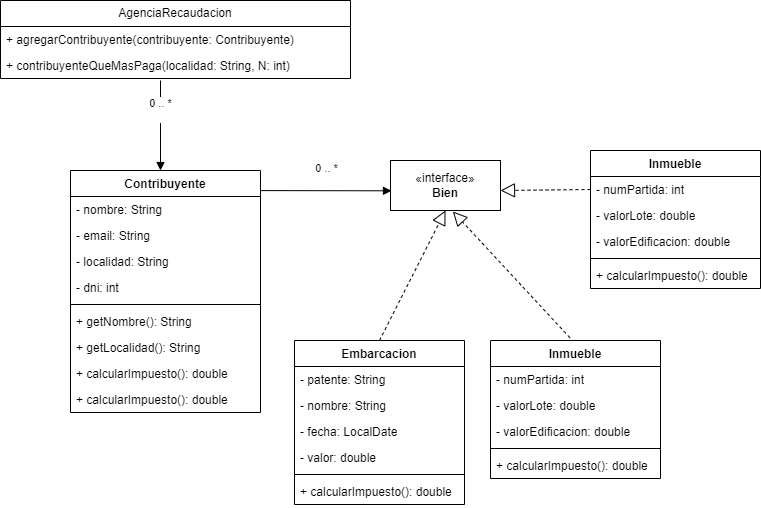 AgenciaRecaudacion
+ agregarContribuyente(contribuyente: Contribuyente)
+ contribuyenteQueMasPaga(localidad: String, N: int)
0 .. *
Contribuyente
- nombre: String
- email: String
- localidad: String
- dni: int
+ getNombre(): String
+ getLocalidad(): String
+ calcularImpuesto(): double
+ calcularImpuesto(): double
0 .. *
«interface»
Bien
Inmueble
- numPartida: int
- valorLote: double
- valorEdificacion: double
+ calcularImpuesto(): double
Embarcacion
- patente: String
- nombre: String
- fecha: LocalDate
- valor: double
+ calcularImpuesto(): double
Inmueble
- numPartida: int
- valorLote: double
- valorEdificacion: double
+ calcularImpuesto(): double